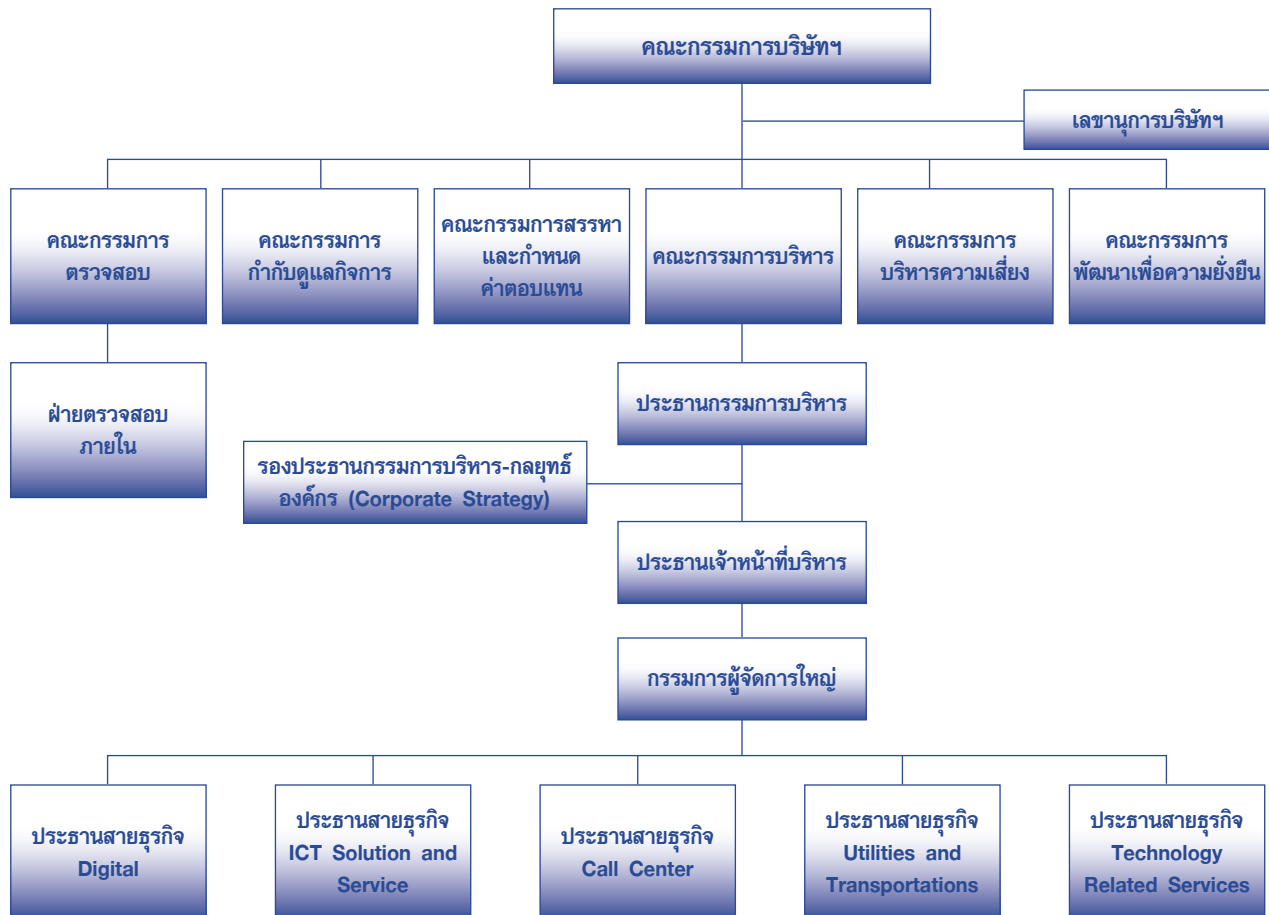 คณะกรรมการบริษัทฯ
เลขานุการบริษัทฯ
คณะกรรมการ
ตรวจสอบ
คณะกรรมการ
กำกับดูแลกิจการ
คณะกรรมการสรรหา
และกำหนด
ค่าตอบแทน
คณะกรรมการบริหาร
คณะกรรมการ
บริหารความเสี่ยง
คณะกรรมการ
พัฒนาเพื่อความยั่งยืน
ฝ่ายตรวจสอบ
ภายใน
ประธานกรรมการบริหาร
รองประธานกรรมการบริหาร-กลยุทธ์
องค์กร (Corporate Strategy)
ประธานเจ้าหน้าที่บริหาร
กรรมการผู้จัดการใหญ่
ประธานสายธุรกิจ
Digital
ประธานสายธุรกิจ
ICT Solution and
Service
ประธานสายธุรกิจ
Call Center
ประธานสายธุรกิจ
Utilities and
Transportations
ประธานสายธุรกิจ
Technology
Related Services